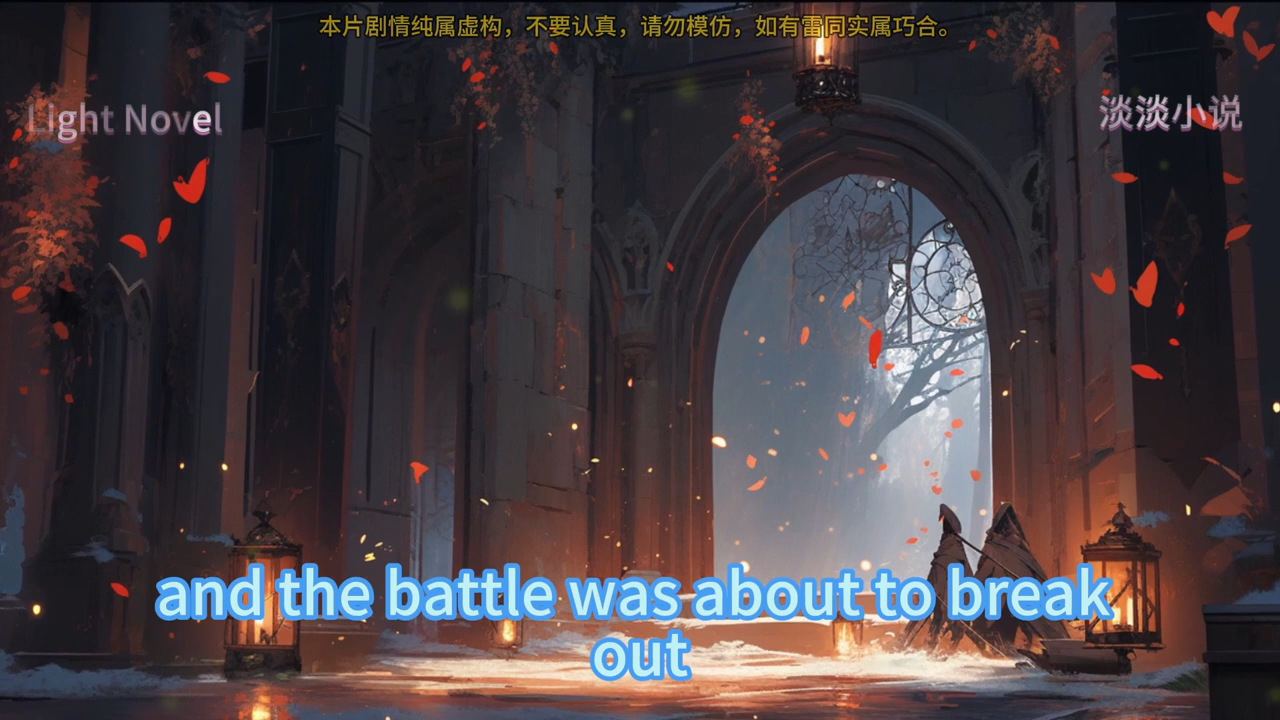 本片剧情纯属虚构，不要认真，请勿模仿，如有雷同实属巧合。
Light Novel
淡淡小说
and the battle was about to break
out